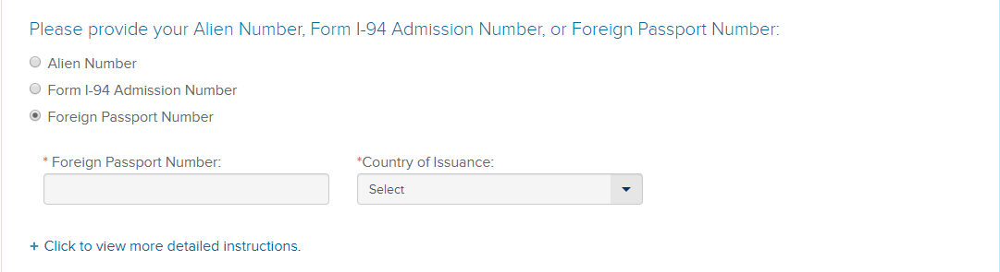 Please provide your Alien Number, Form I-94 Admission Number, or Foreign Passport Number:
Alien Number
Form I-94 Admission Number
Foreign Passport Number
* Foreign Passport Number: *Country of Issuance:
Select
+ Click to view more detailed instructions.